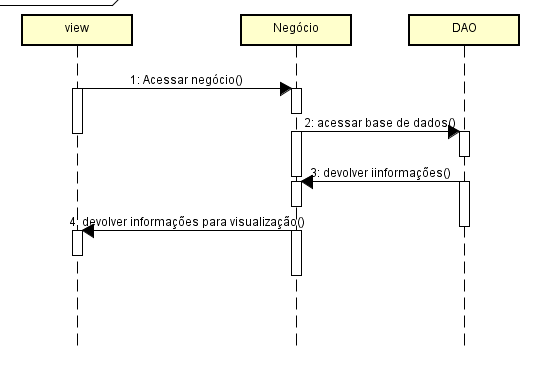 view
Negócio
DAO
1: Acessar negócio()
2: acessar base de dados()
3: devolver iinformações()
4: devolver informações para visualização()